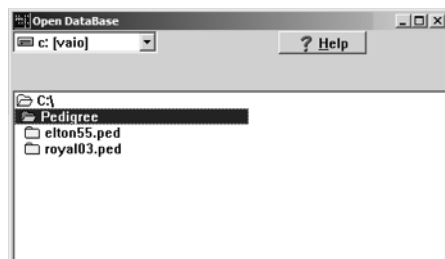 Open DataBase
c: [vaio]
? Help
C:\
Pedigree
elton55.ped
royal03.ped